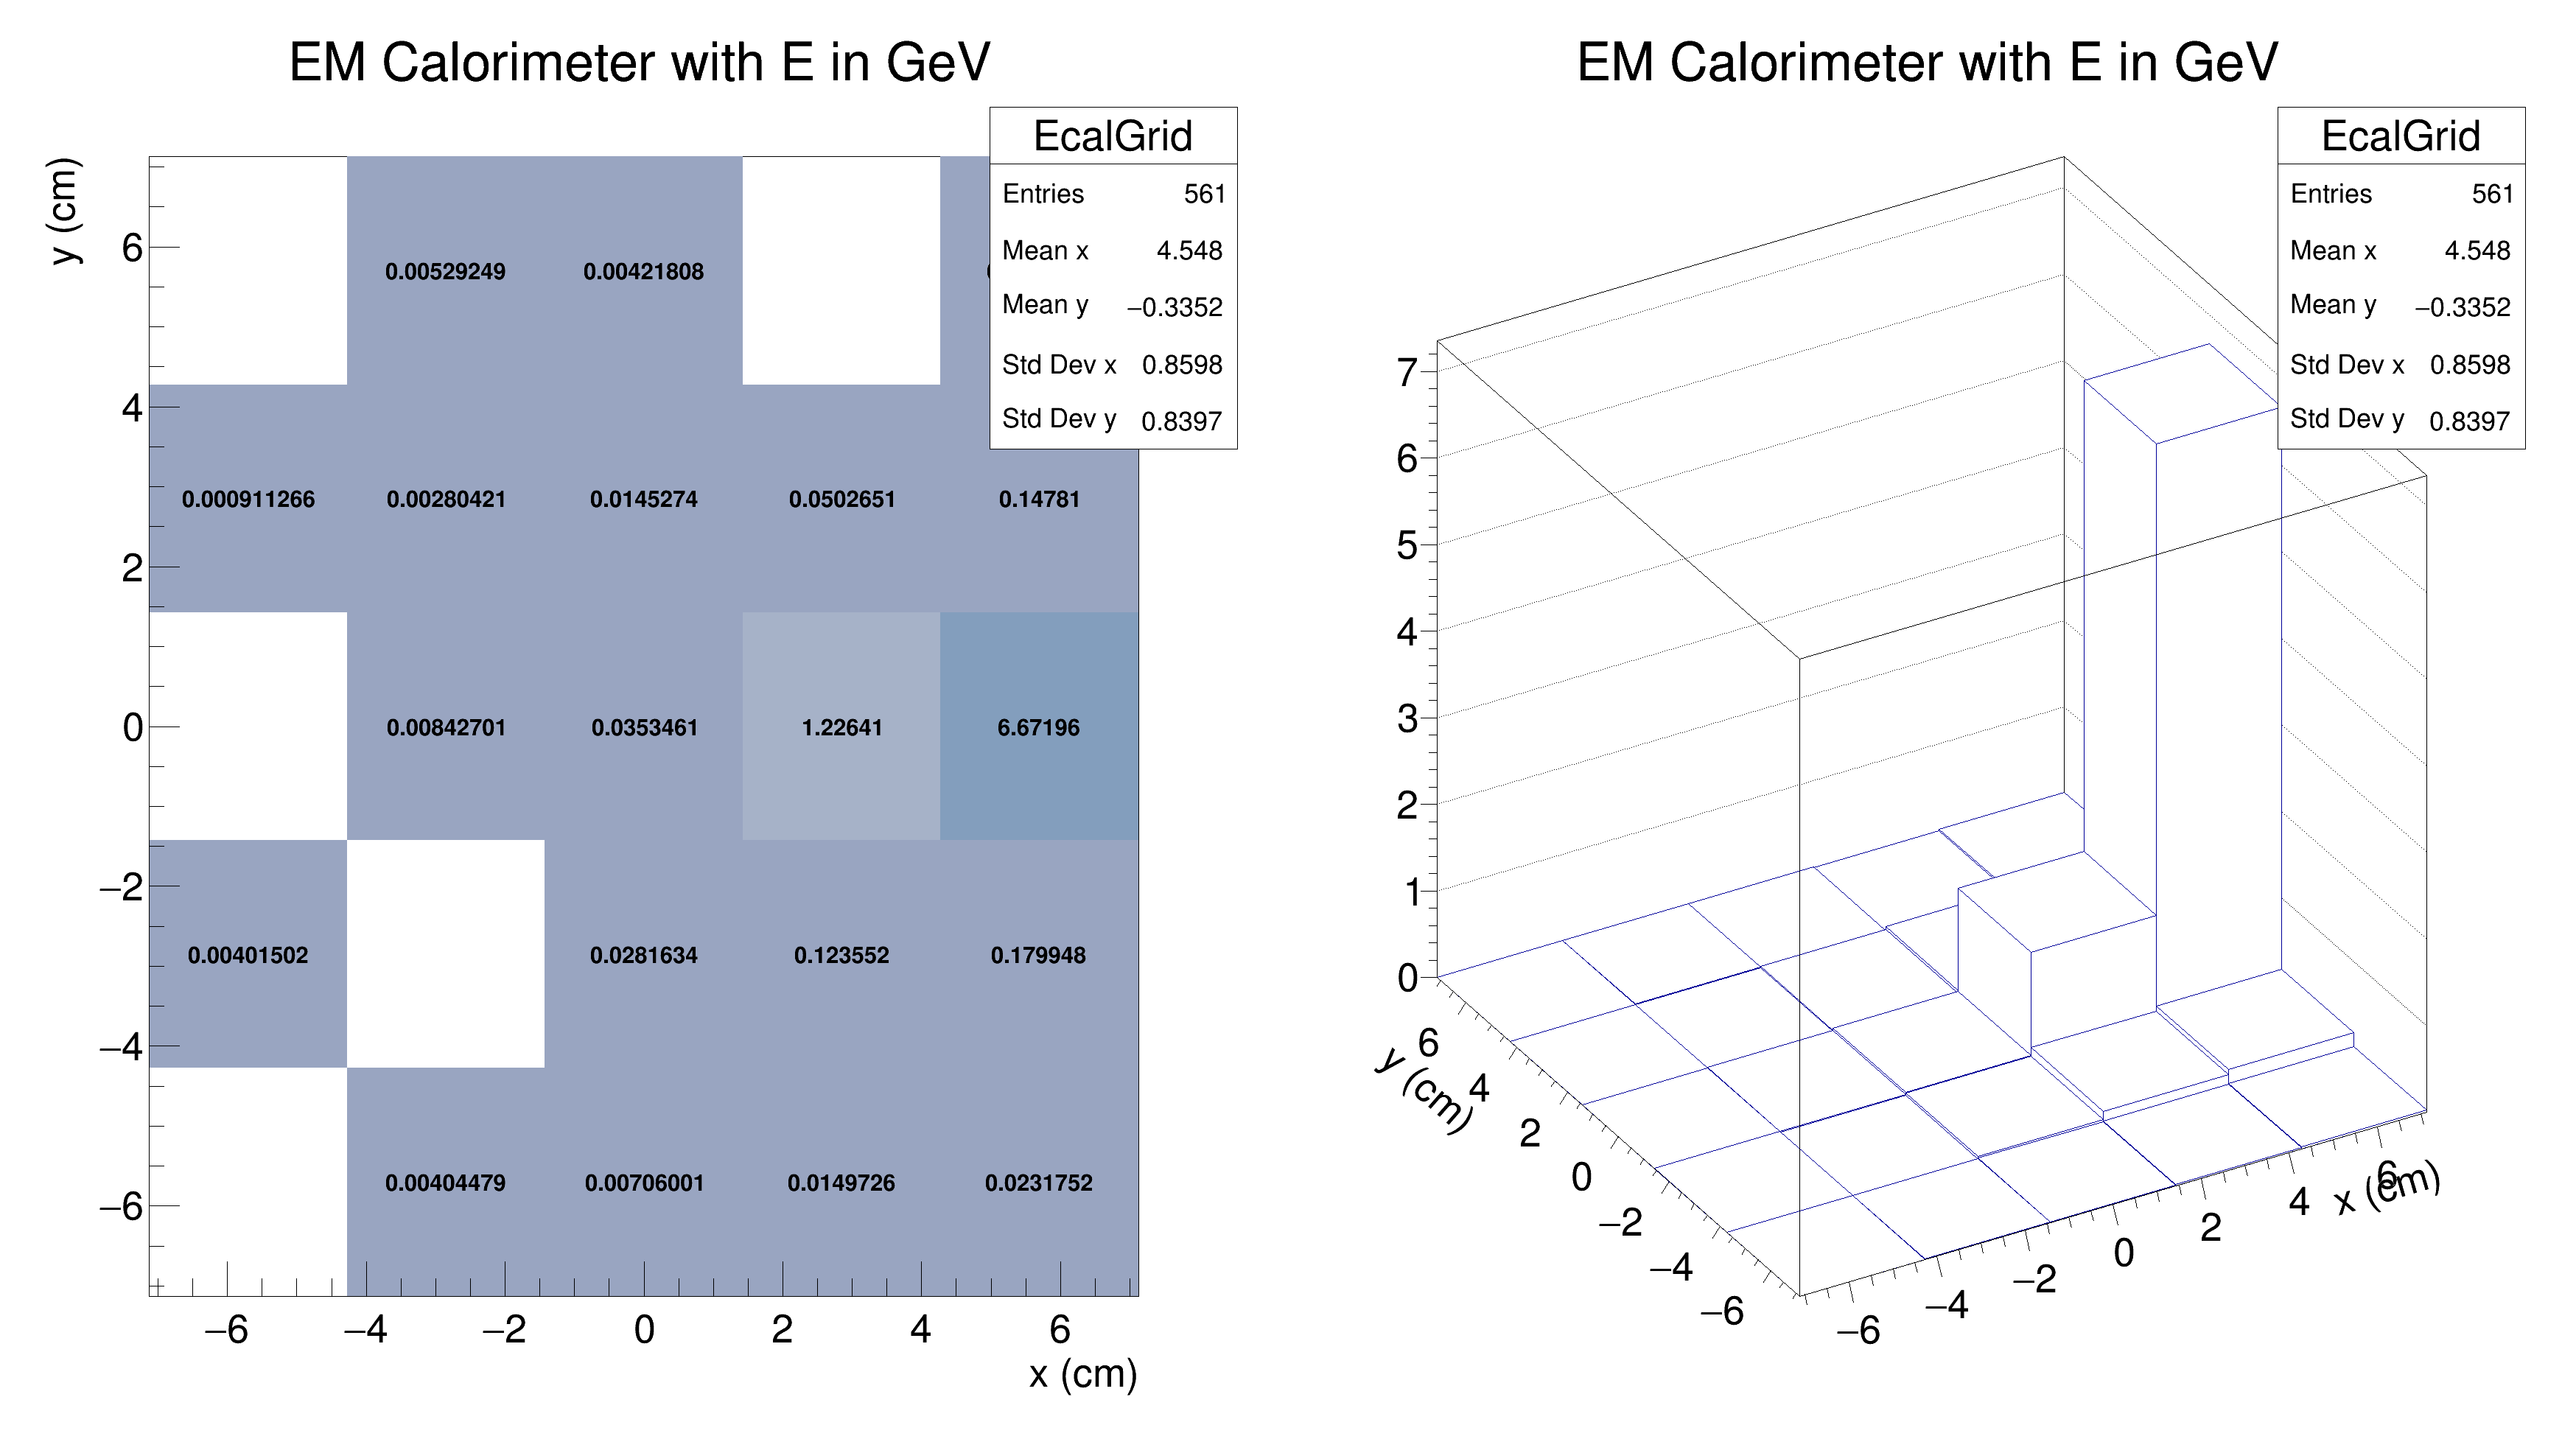 EM Calorimeter with E in GeV
EcalGrid
Entries 561
Mean x 4.548
Mean y −0.3352
Std Dev x 0.8598
Std Dev y 0.8397
y (cm)
6
4
2
0
−2
−4
−6
0.00529249 0.00421808
0.000911266 0.00280421 0.0145274 0.0502651 0.14781
0.00842701 0.0353461 1.22641 6.67196
0.00401502 0.0281634 0.123552 0.179948
0.00404479 0.00706001 0.0149726 0.0231752
−6 −4 −2 0 2 4 6
x (cm)
EM Calorimeter with E in GeV
EcalGrid
Entries 561
Mean x 4.548
Mean y −0.3352
Std Dev x 0.8598
Std Dev y 0.8397
7
6
5
4
3
2
1
0
y (cm)
6
4
2
0
−2
−4
−6
−6 −4 −2 0 2 4 6
x (cm)